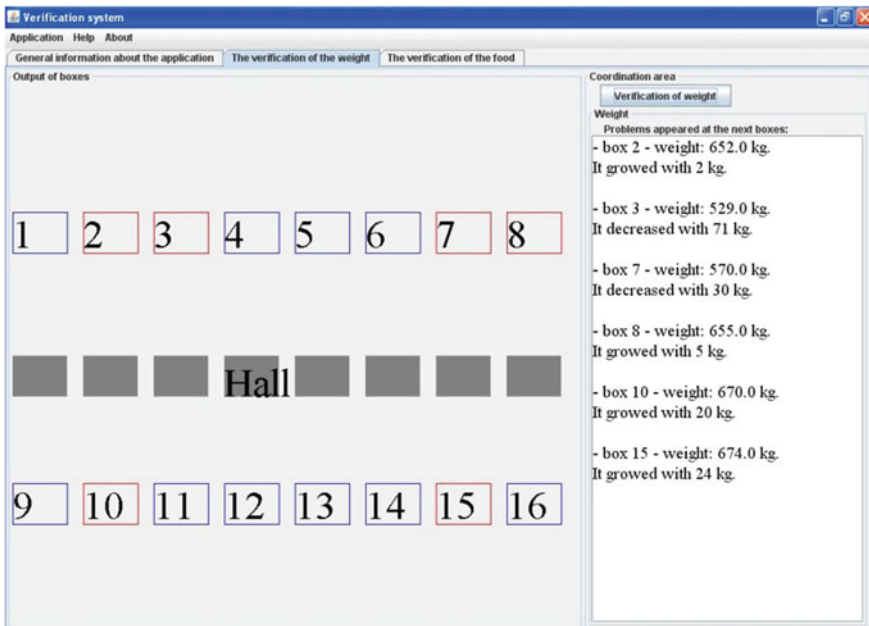 Verification system
Application Help About
General information about the application The verification of the weight The verification of the food
Output of boxes
1 2 3 4 5 6 7 8
Hall
9 10 11 12 13 14 15 16
Coordination area
Verification of weight
Weight
Problems appeared at the next boxes:
- box 2 - weight: 652.0 kg.
It growed with 2 kg.
- box 3 - weight: 529.0 kg.
It decreased with 71 kg.
- box 7 - weight: 570.0 kg.
It decreased with 30 kg.
- box 8 - weight: 655.0 kg.
It growed with 5 kg.
- box 10 - weight: 670.0 kg.
It growed with 20 kg.
- box 15 - weight: 674.0 kg.
It growed with 24 kg.